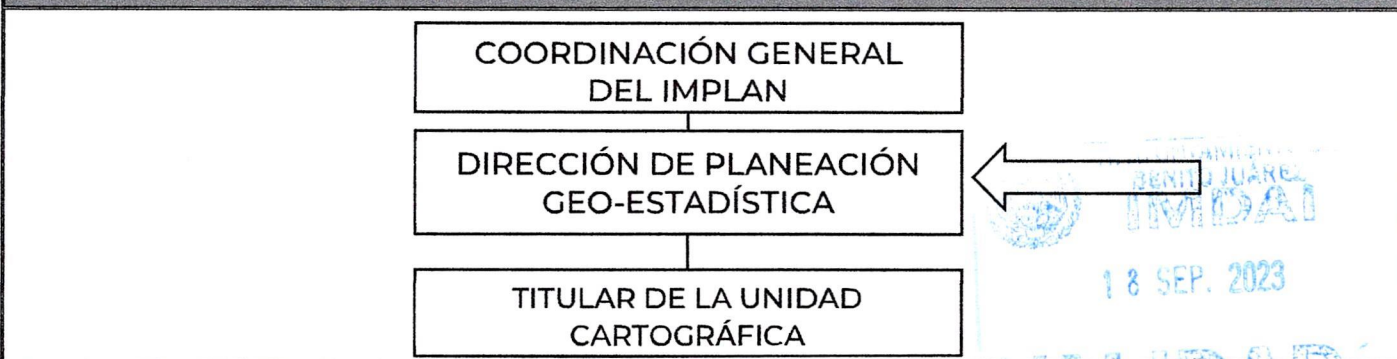 COORDINACIÓN GENERAL
DEL IMPLAN
DIRECCIÓN DE PLANEACIÓN
GEO-ESTADÍSTICA
BENITO JUÁREZ
IMDAI
18 SEP. 2023
TITULAR DE LA UNIDAD
CARTOGRÁFICA